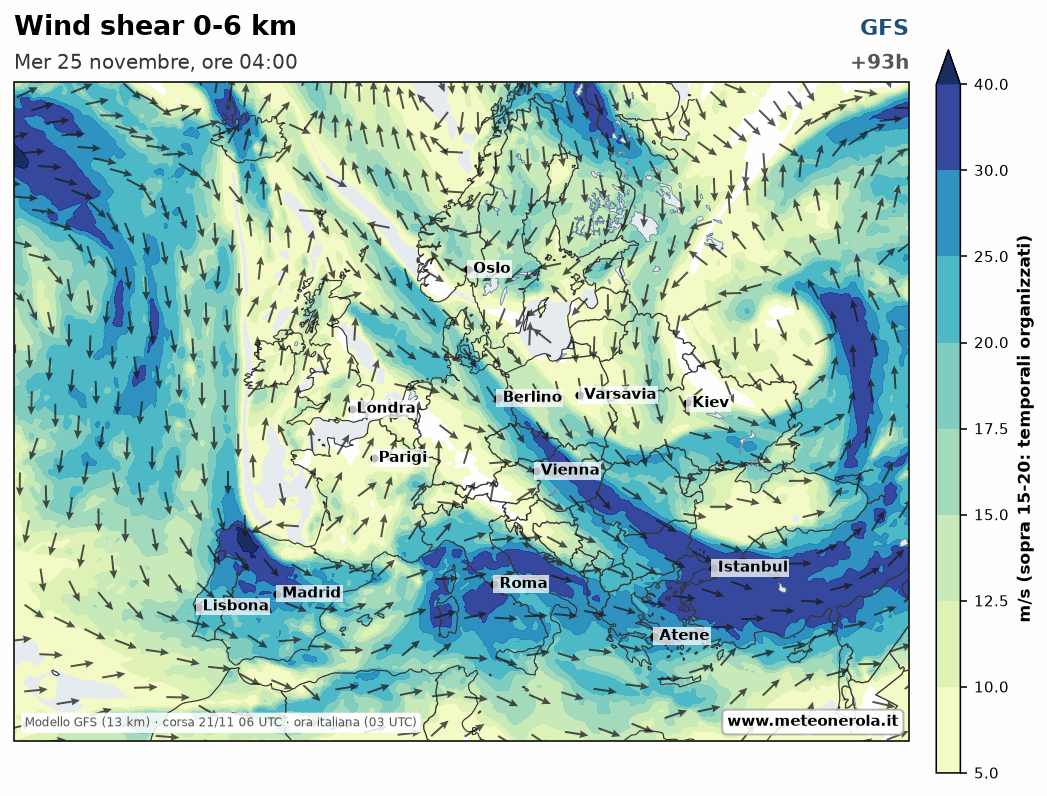 Wind shear 0-6 km
GFS
Mer 25 novembre, ore 04:00
+93h
40.0
30.0
25.0
20.0
17.5
15.0
12.5
10.0
5.0
m/s (sopra 15-20: temporali organizzati)
Oslo
Berlino
Varsavia
Kiev
Londra
Parigi
Vienna
Istanbul
Roma
Madrid
Lisbona
Atene
Modello GFS (13 km) · corsa 21/11 06 UTC · ora italiana (03 UTC)
www.meteonerola.it